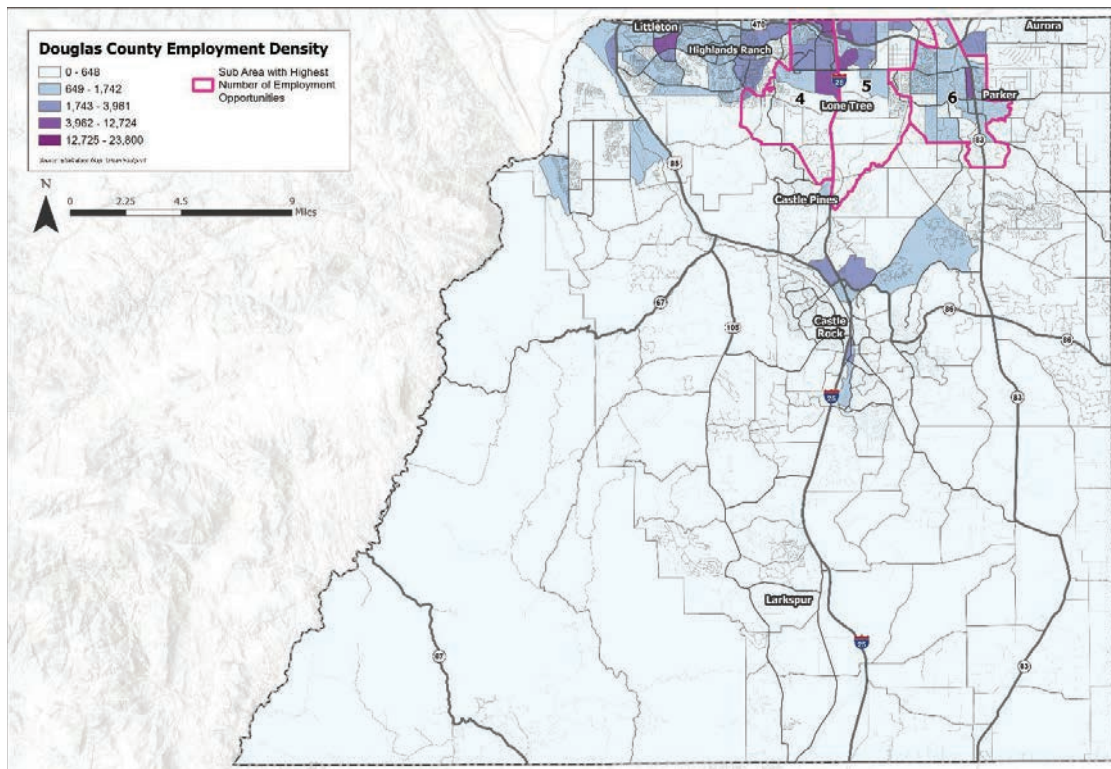 Douglas County Employment Density
0 - 648
649 - 1,742
1,743 - 3,981
3,982 - 12,724
12,725 - 23,800
Sub Area with Highest
Number of Employment
Opportunities
N
0 2.25 4.5 9
Miles
Littleton
470
Aurora
Highlands Ranch
25
4
5
Lone Tree
6
Parker
83
85
Castle Pines
67
105
Castle
Rock
86
86
25
83
Larkspur
25
67
83